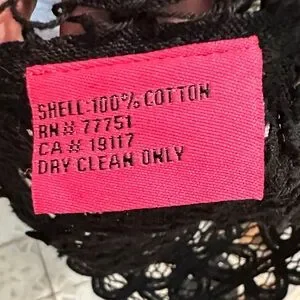 SHELL:100% COTTON
RN# 77751
CA# 19117
DRY CLEAN ONLY